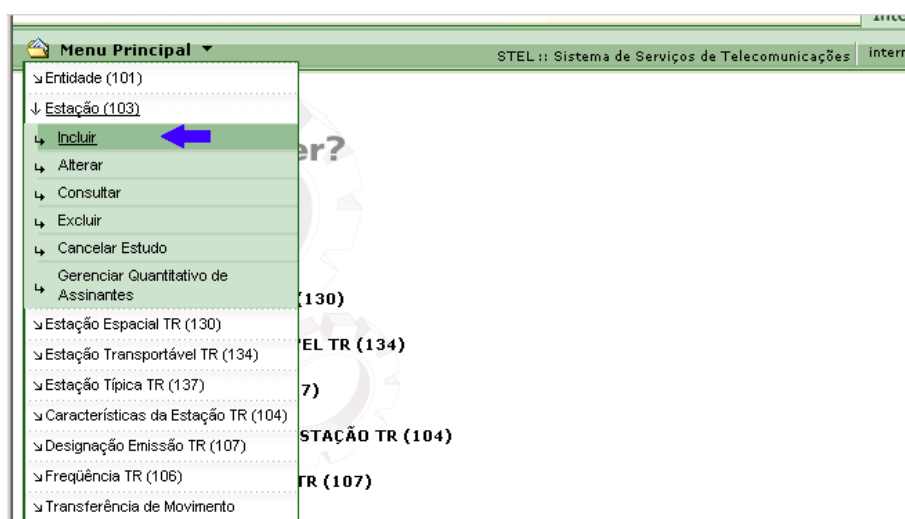 Menu Principal
STEL :: Sistema de Serviços de Telecomunicações
Entidade (101)
Estação (103)
Incluir
er?
Alterar
Consultar
Excluir
Cancelar Estudo
Gerenciar Quantitativo de
Assinantes
(130)
Estação Espacial TR (130)
Estação Transportável TR (134)
EL TR (134)
Estação Típica TR (137)
7)
Características da Estação TR (104)
STAÇÃO TR (104)
Designação Emissão TR (107)
Freqüência TR (106)
TR (107)
Transferência de Movimento